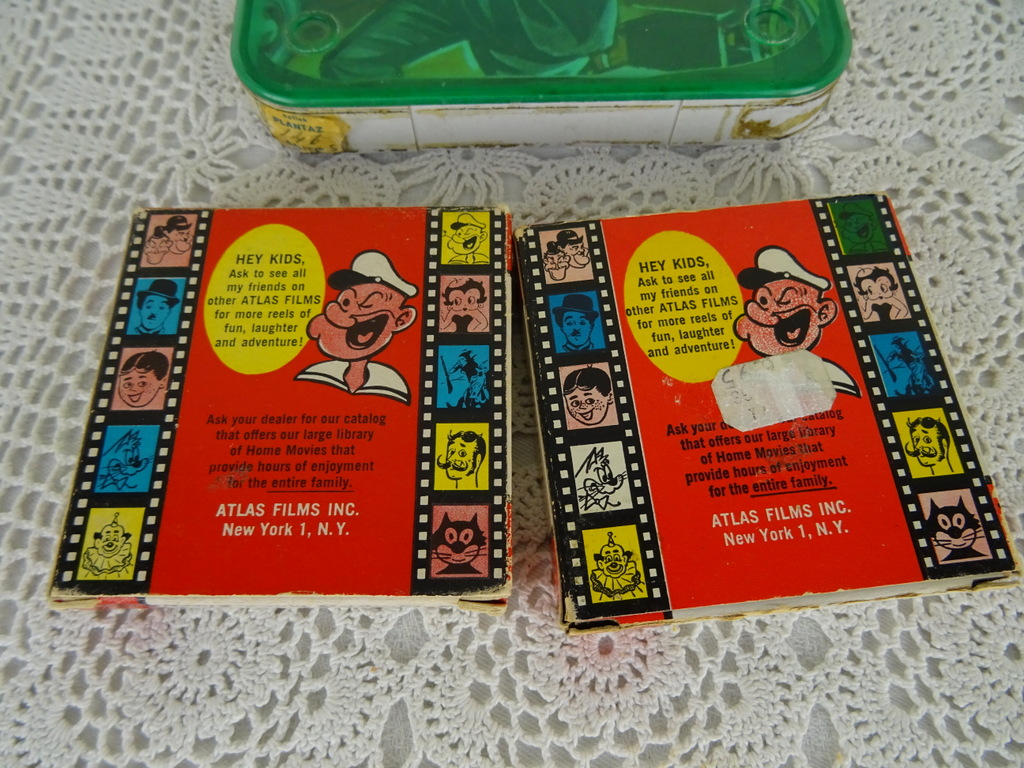 PLANTAZ
HEY KIDS,
Ask to see all
my friends on
other ATLAS FILMS
for more reels of
fun, laughter
and adventure!
Ask your dealer for our catalog
that offers our large library
of Home Movies that
provide hours of enjoyment
for the entire family.
ATLAS FILMS INC.
New York 1, N.Y.
HEY KIDS,
Ask to see all
my friends on
other ATLAS FILMS
for more reels of
fun, laughter
and adventure!
Ask your catalog
that offers our large library
of Home Movies that
provide hours of enjoyment
for the entire family.
ATLAS FILMS INC.
New York 1, N.Y.